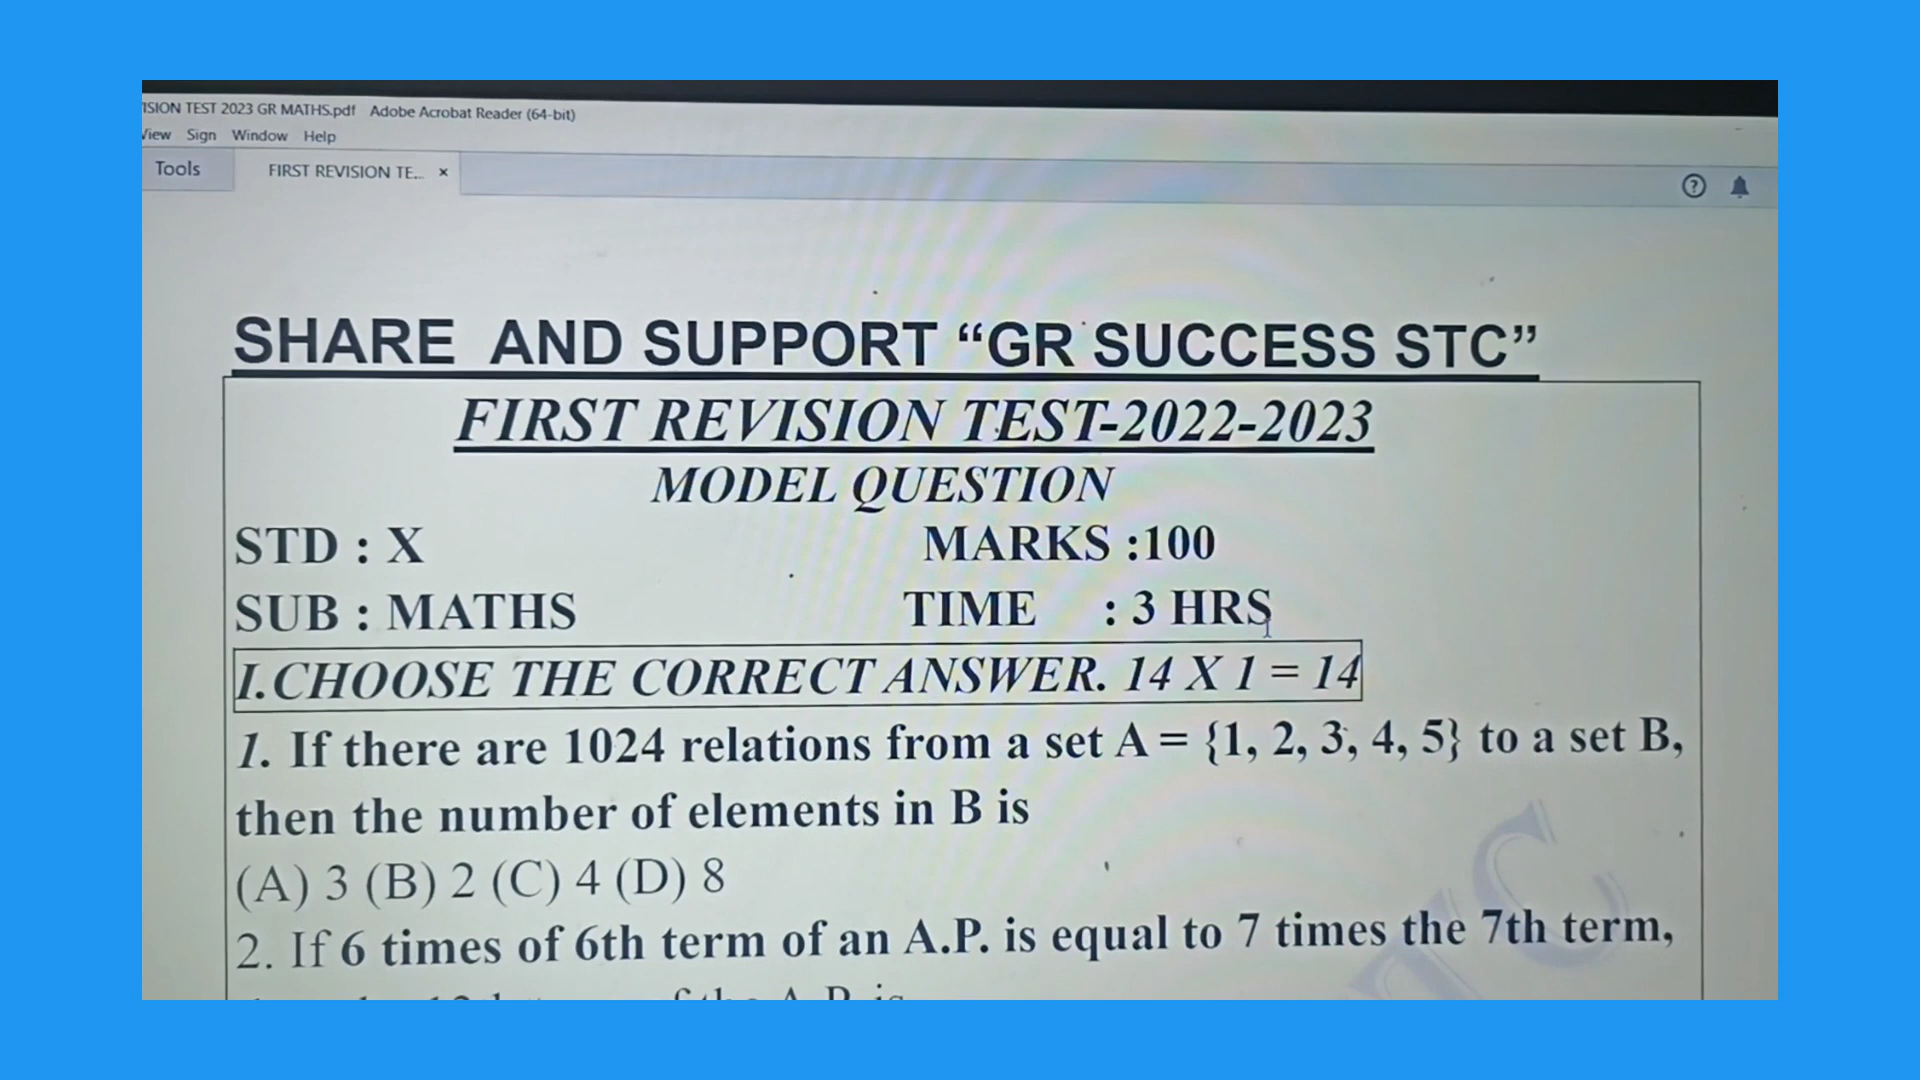 ISION TEST 2023 GR MATHS.pdf Adobe Acrobat Reader (64-bit)
View Sign Window Help
Tools FIRST REVISION TE... ×
SHARE AND SUPPORT “GR SUCCESS STC”
FIRST REVISION TEST-2022-2023
MODEL QUESTION
STD : X MARKS :100
SUB : MATHS TIME : 3 HRS
I.CHOOSE THE CORRECT ANSWER. 14 X 1 = 14
1. If there are 1024 relations from a set A = {1, 2, 3, 4, 5} to a set B,
then the number of elements in B is
(A) 3 (B) 2 (C) 4 (D) 8
2. If 6 times of 6th term of an A.P. is equal to 7 times the 7th term,
of the A.P. is
TC